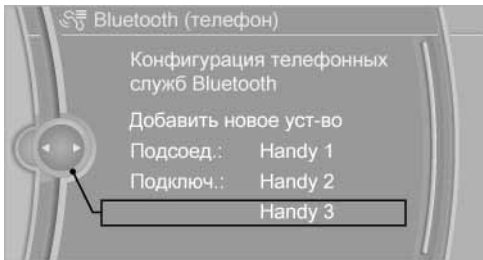 Bluetooth (телефон)
Конфигурация телефонных
служб Bluetooth
Добавить новое уст-во
Подсоед.: Handy 1
Подключ.: Handy 2
Handy 3